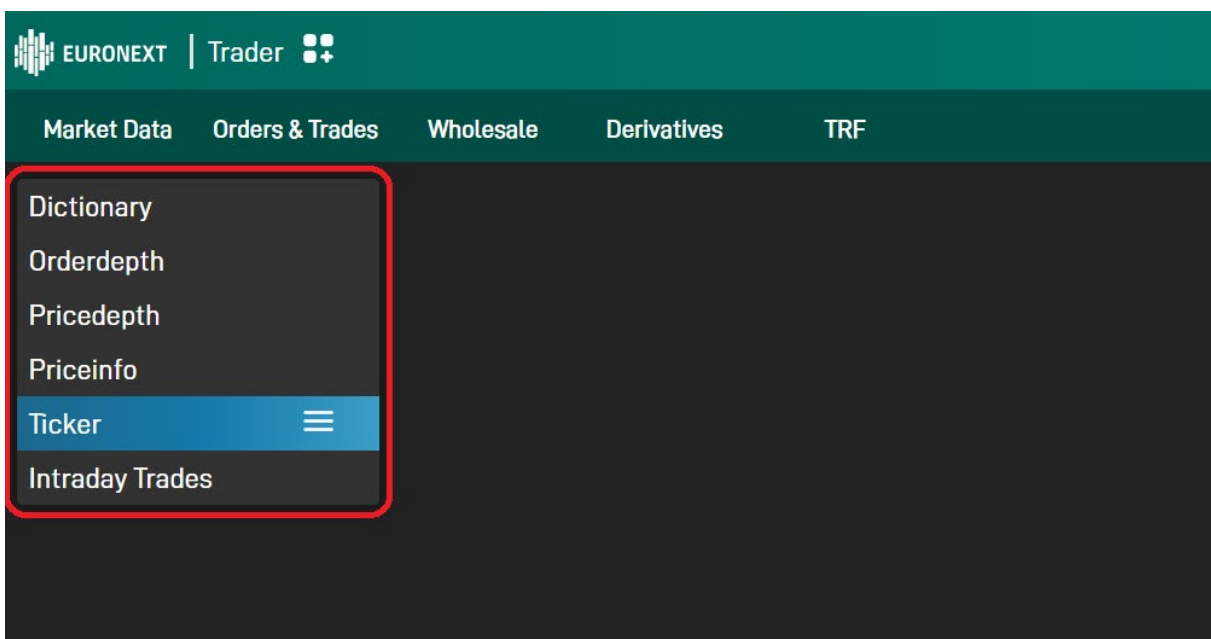 EURONEXT | Trader
Market Data Orders & Trades Wholesale Derivatives TRF
Dictionary
Orderdepth
Pricedepth
Priceinfo
Ticker
Intraday Trades